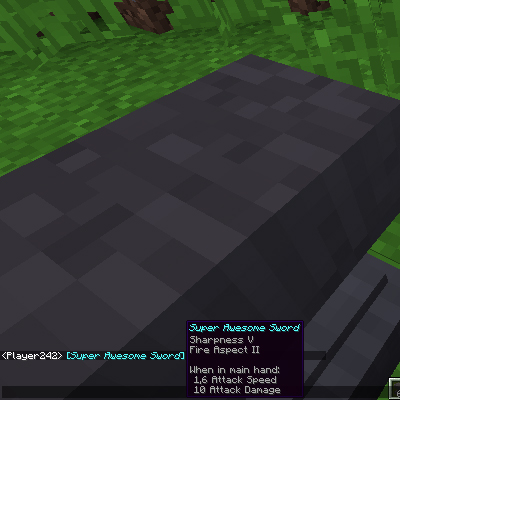 Super Awesome Sword
Sharpness V
Fire Aspect II
<Player242> [Super Awesome Sword]
When in main hand:
1,6 Attack Speed
10 Attack Damage